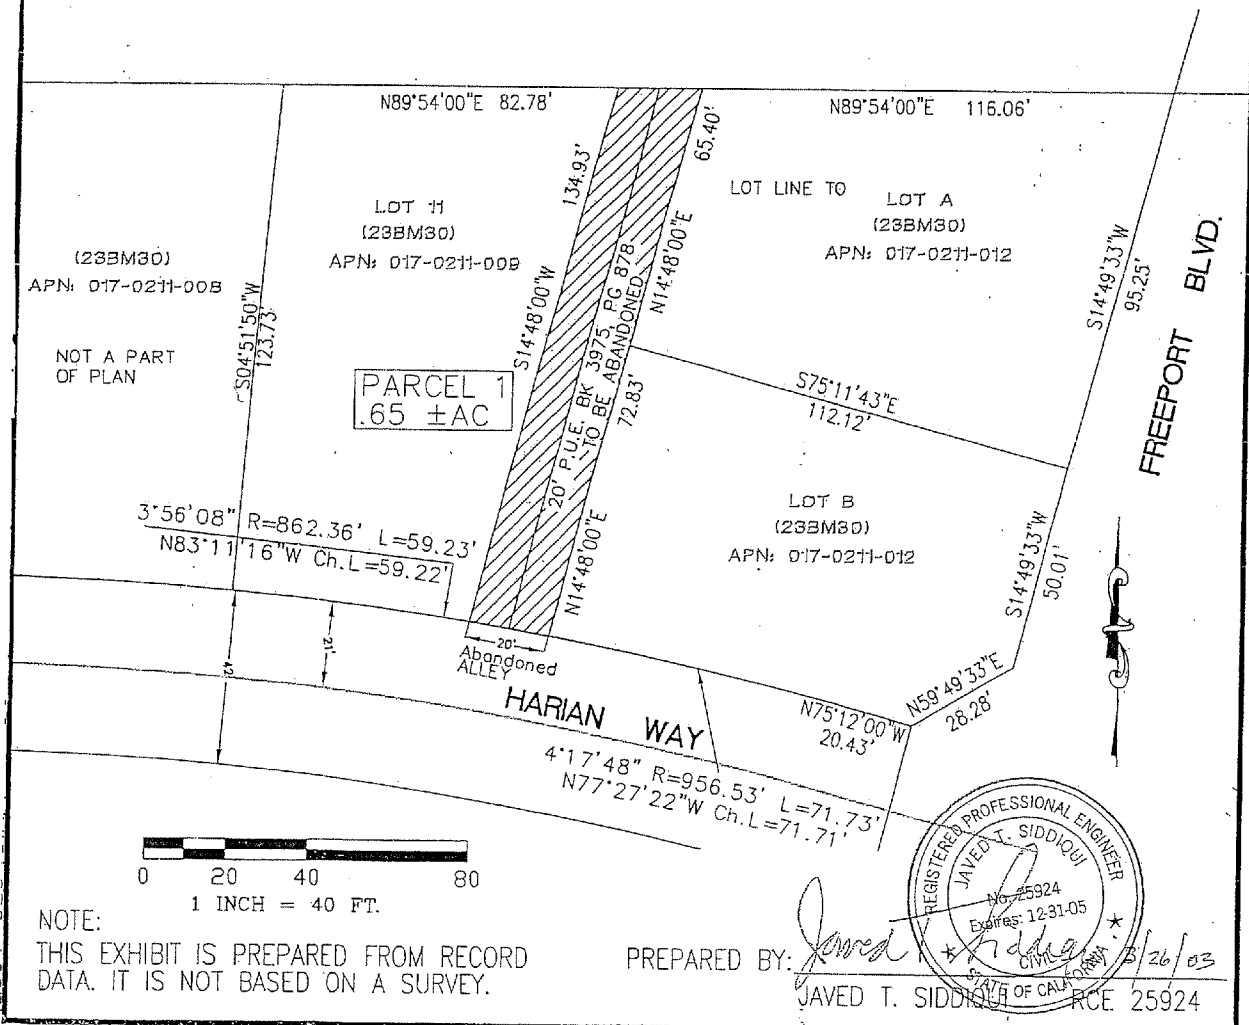 N89°54'00"E 82.78'
N89°54'00"E 116.06'
134.93'
65.40'
LOT LINE TO
LOT A
(23BM30)
APN: 017-0211-012
LOT 11
(23BM30)
APN: 017-0211-009
(23BM30)
APN: 017-0211-008
NOT A PART
OF PLAN
S04°51'50"W
123.73'
S14°48'00"W
N14°48'00"E
20' P.U.E. BK 3975, PG 878
TO BE ABANDONED
72.83'
S14°49'33"W
95.25'
FREEPORT BLVD.
PARCEL 1
.65 ±AC
S75°11'43"E
112.12'
LOT B
(23BM30)
APN: 017-0211-012
3°56'08" R=862.36' L=59.23'
N83°11'16"W Ch.L=59.22'
N14°48'00"E
S14°49'33"W
50.01'
21'
42'
20'
Abandoned
ALLEY
HARIAN WAY
N75°12'00"W
20.43'
N59°49'33"E
28.28'
4°17'48" R=956.53' L=71.73'
N77°27'22"W Ch.L=71.71'
0 20 40 80
1 INCH = 40 FT.
NOTE:
THIS EXHIBIT IS PREPARED FROM RECORD
DATA. IT IS NOT BASED ON A SURVEY.
REGISTERED PROFESSIONAL ENGINEER
JAVED T. SIDDIQUI
No. 25924
Expires: 12-31-05
CIVIL
STATE OF CALIFORNIA
PREPARED BY: Javed T. Siddiqui 3/26/03
JAVED T. SIDDIQUI RCE 25924